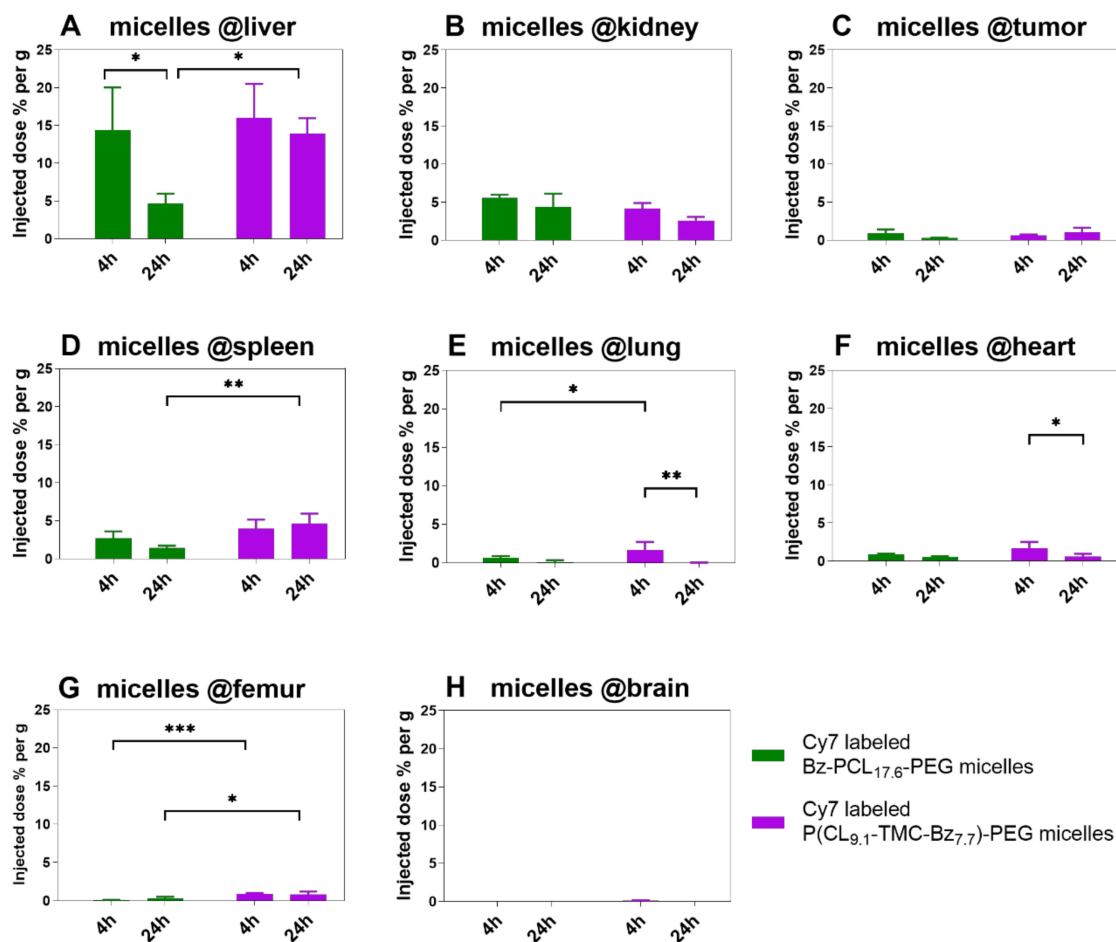 A micelles @liver
Injected dose % per g
25
20
15
10
5
0
*
*
4h
24h
4h
24h
B micelles @kidney
Injected dose % per g
25
20
15
10
5
0
4h
24h
4h
24h
C micelles @tumor
Injected dose % per g
25
20
15
10
5
0
4h
24h
4h
24h
D micelles @spleen
Injected dose % per g
25
20
15
10
5
0
**
4h
24h
4h
24h
E micelles @lung
Injected dose % per g
25
20
15
10
5
0
*
**
4h
24h
4h
24h
F micelles @heart
Injected dose % per g
25
20
15
10
5
0
*
4h
24h
4h
24h
G micelles @femur
Injected dose % per g
25
20
15
10
5
0
***
*
4h
24h
4h
24h
H micelles @brain
Injected dose % per g
25
20
15
10
5
0
4h
24h
4h
24h
Cy7 labeled
Bz-PCL17.6-PEG micelles
Cy7 labeled
P(CL9.1-TMC-Bz7.7)-PEG micelles